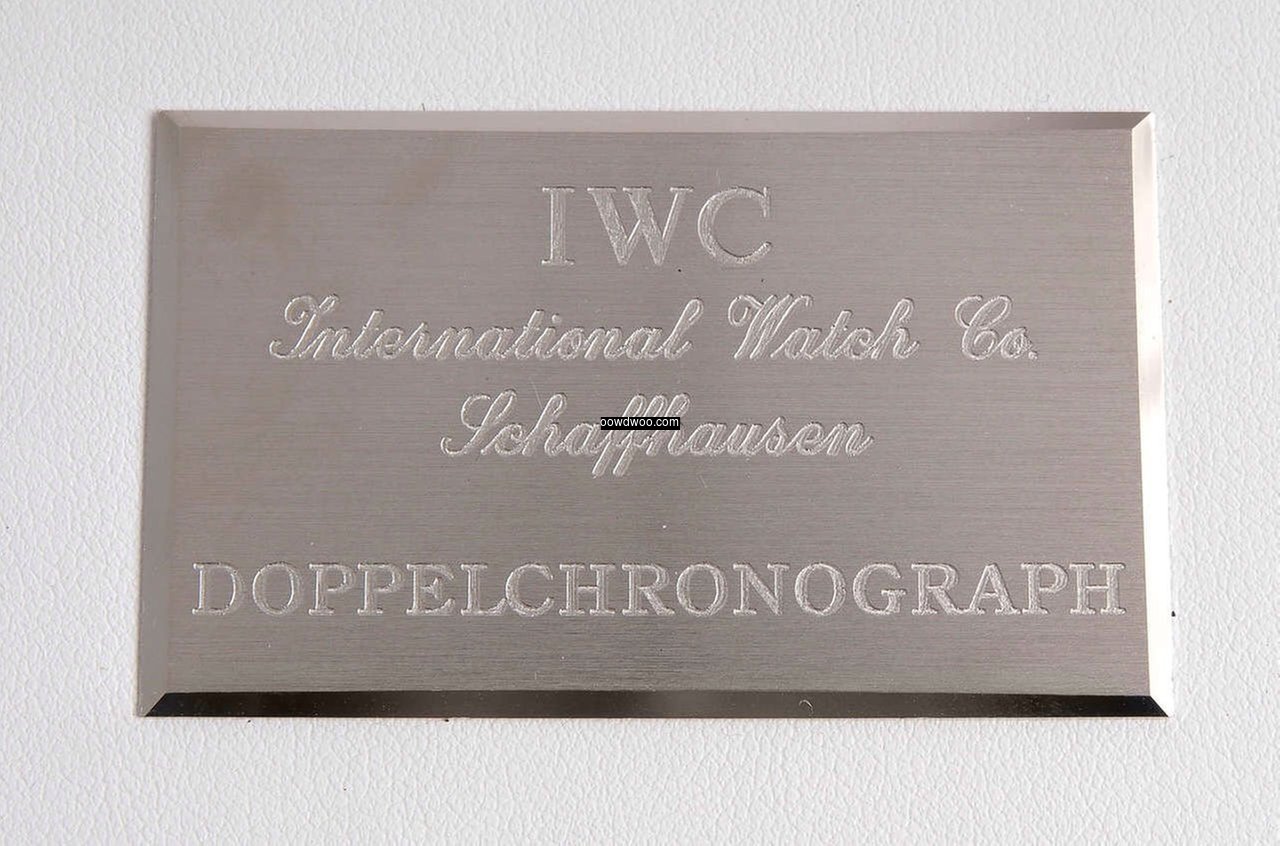 IWC
International Watch Co.
Schaffhausen
oowdwoo.com
DOPPELCHRONOGRAPH